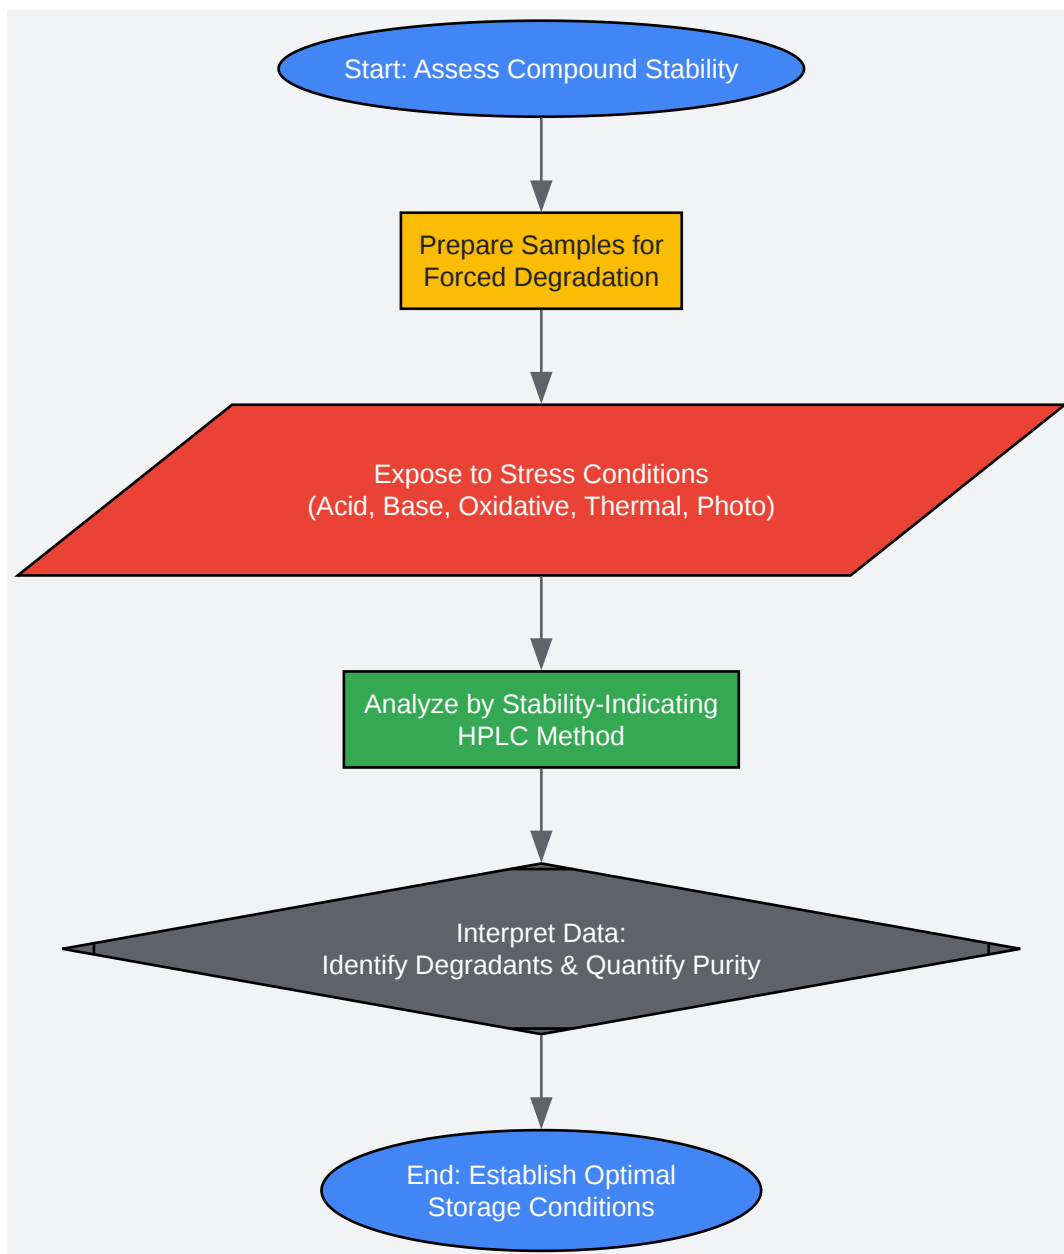 Start: Assess Compound Stability
Prepare Samples for
Forced Degradation
Expose to Stress Conditions
(Acid, Base, Oxidative, Thermal, Photo)
Analyze by Stability-Indicating
HPLC Method
Interpret Data:
Identify Degradants & Quantify Purity
End: Establish Optimal
Storage Conditions